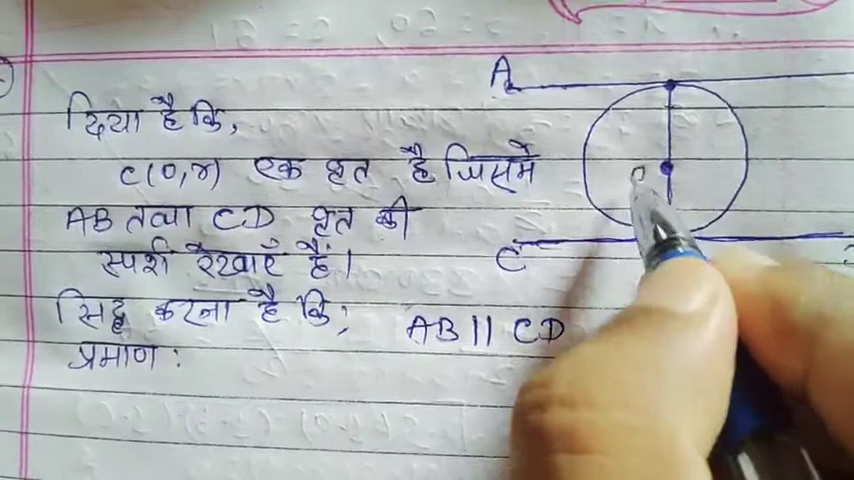 दिया है कि,
C(O,r) एक वृत है जिसमें
AB तथा CD वृत की
स्पर्श रेखाएँ हैं।
सिद्ध करना है कि; AB || CD
प्रमाण:
A
O
C